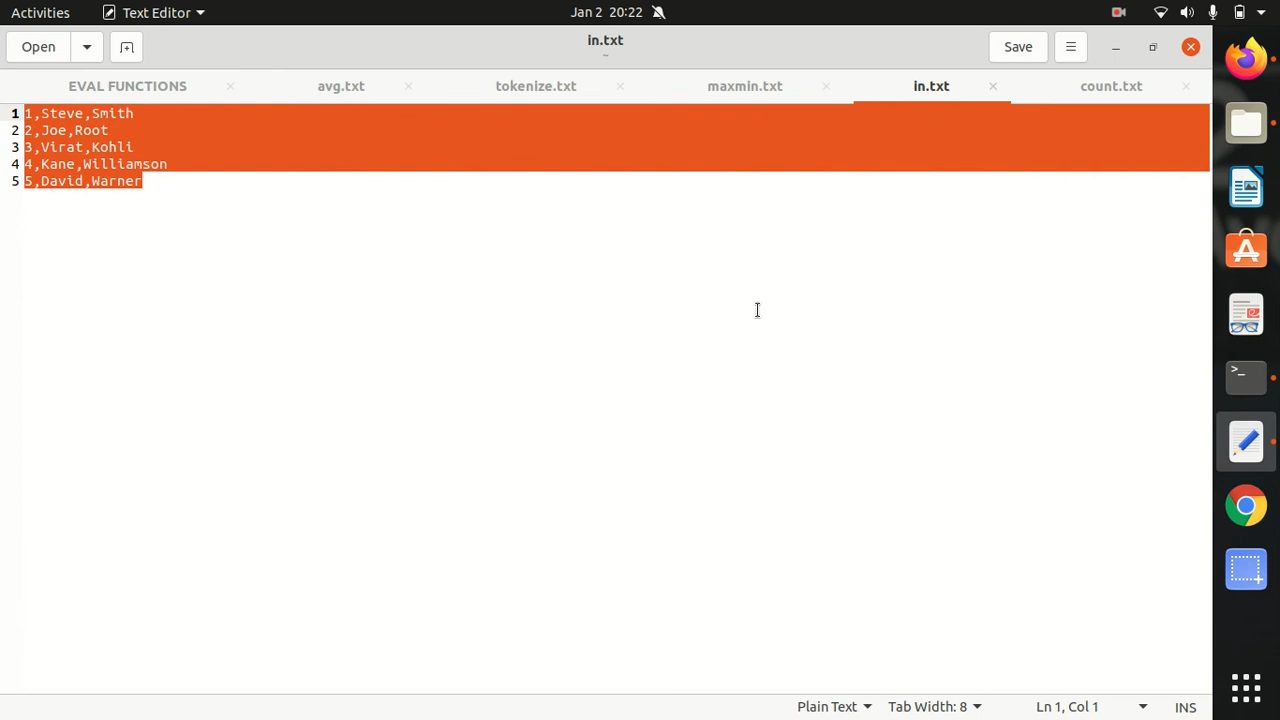 Activities Text Editor Jan 2 20:22
Open in.txt Save
~
EVAL FUNCTIONS avg.txt tokenize.txt maxmin.txt in.txt count.txt
1 1,Steve,Smith
2 2,Joe,Root
3 3,Virat,Kohli
4 4,Kane,Williamson
5 5,David,Warner
Plain Text Tab Width: 8 Ln 1, Col 1 INS